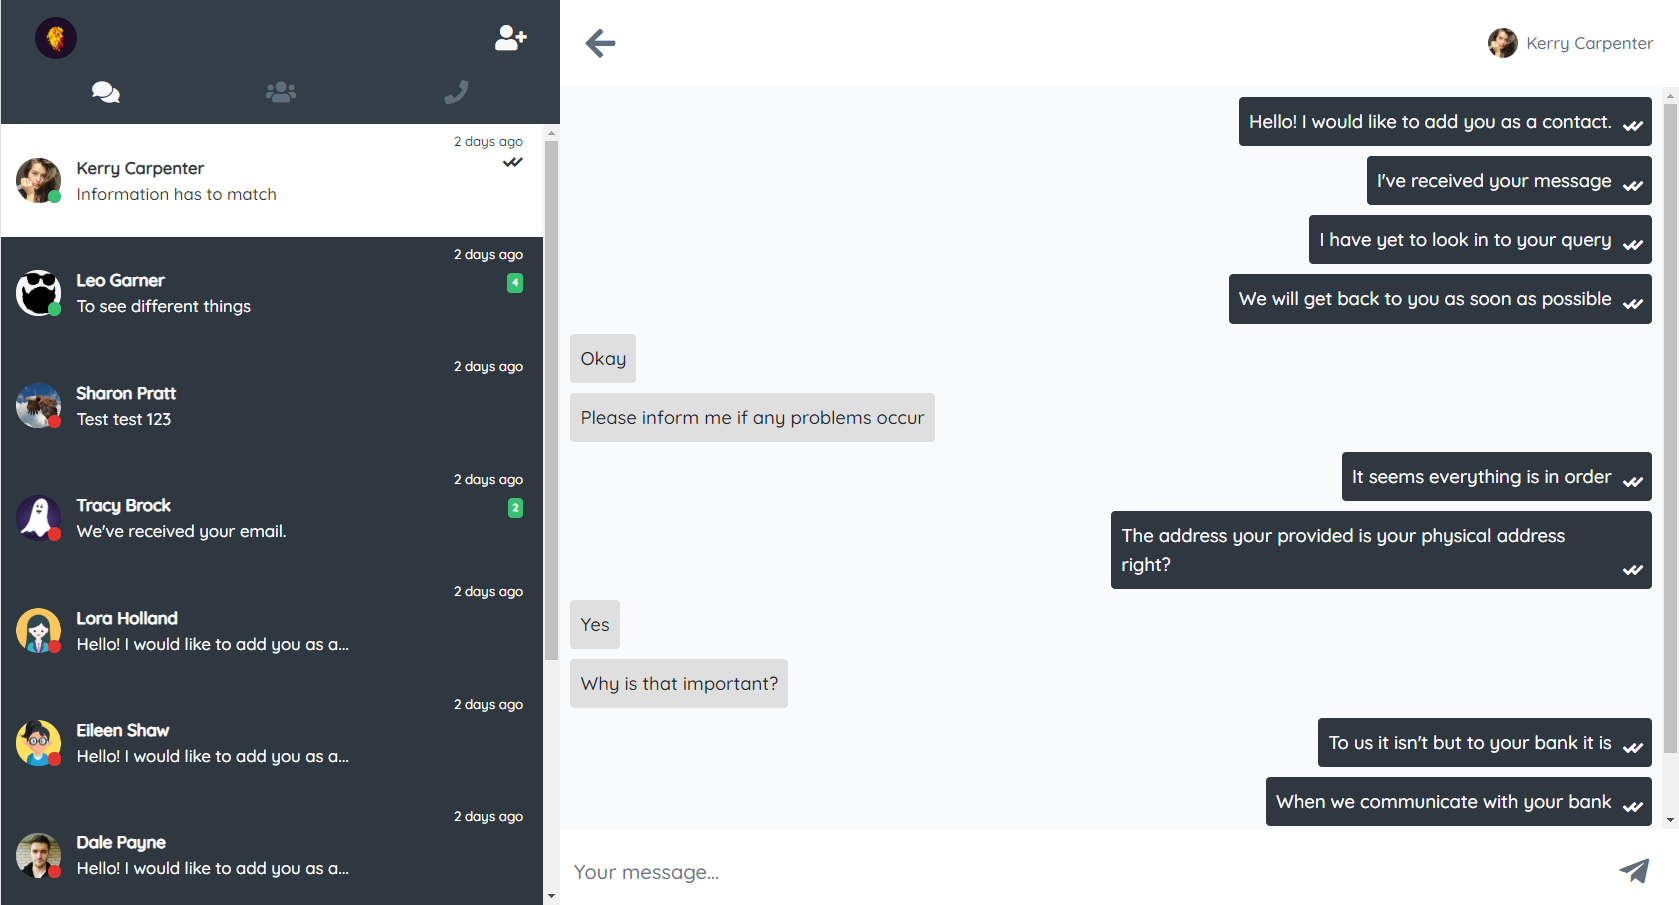 2 days ago
Kerry Carpenter
Information has to match
2 days ago
Leo Garner
4
To see different things
2 days ago
Sharon Pratt
Test test 123
2 days ago
Tracy Brock
2
We've received your email.
2 days ago
Lora Holland
Hello! I would like to add you as a...
2 days ago
Eileen Shaw
Hello! I would like to add you as a...
2 days ago
Dale Payne
Hello! I would like to add you as a...
Kerry Carpenter
Hello! I would like to add you as a contact.
I've received your message
I have yet to look in to your query
We will get back to you as soon as possible
Okay
Please inform me if any problems occur
It seems everything is in order
The address your provided is your physical address
right?
Yes
Why is that important?
To us it isn't but to your bank it is
When we communicate with your bank
Your message...